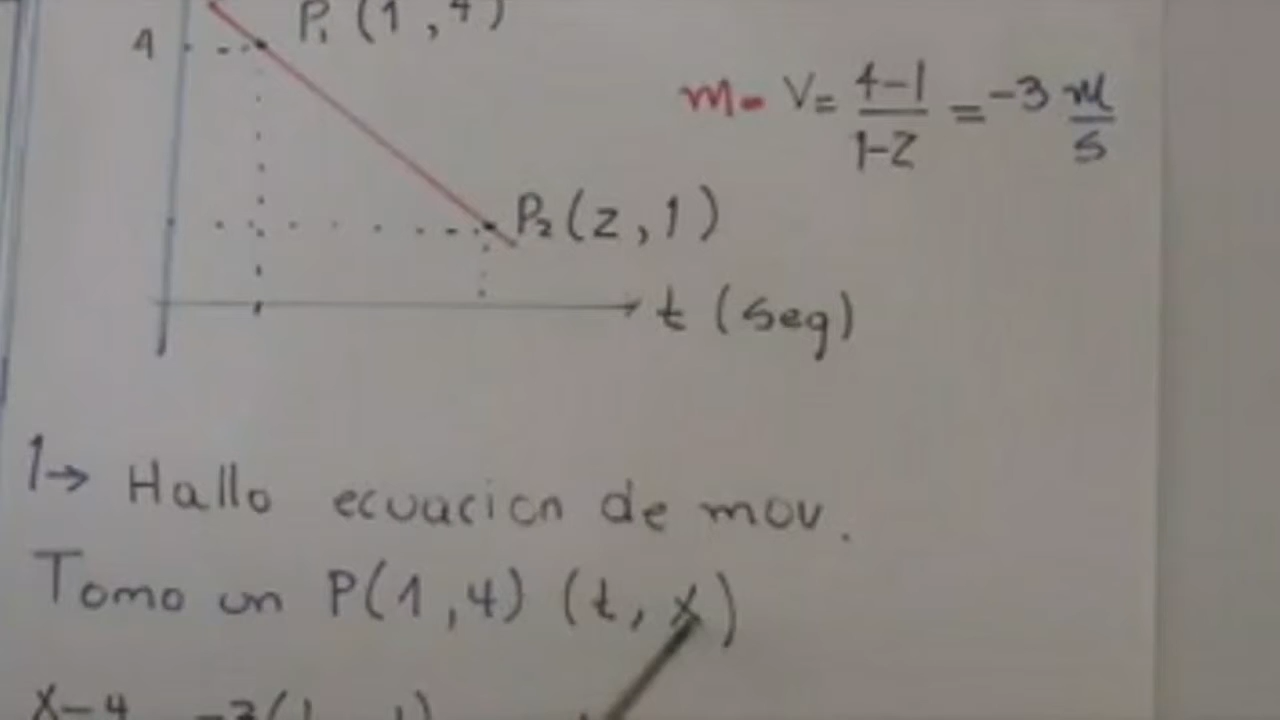 P₁ (1, 4)
4
m = V = (4-1)/(1-2) = -3 m/s
P₂ (2, 1)
t (seg)
1→ Hallo ecuacion de mov.
Tomo un P(1, 4) (t, x)
x-4